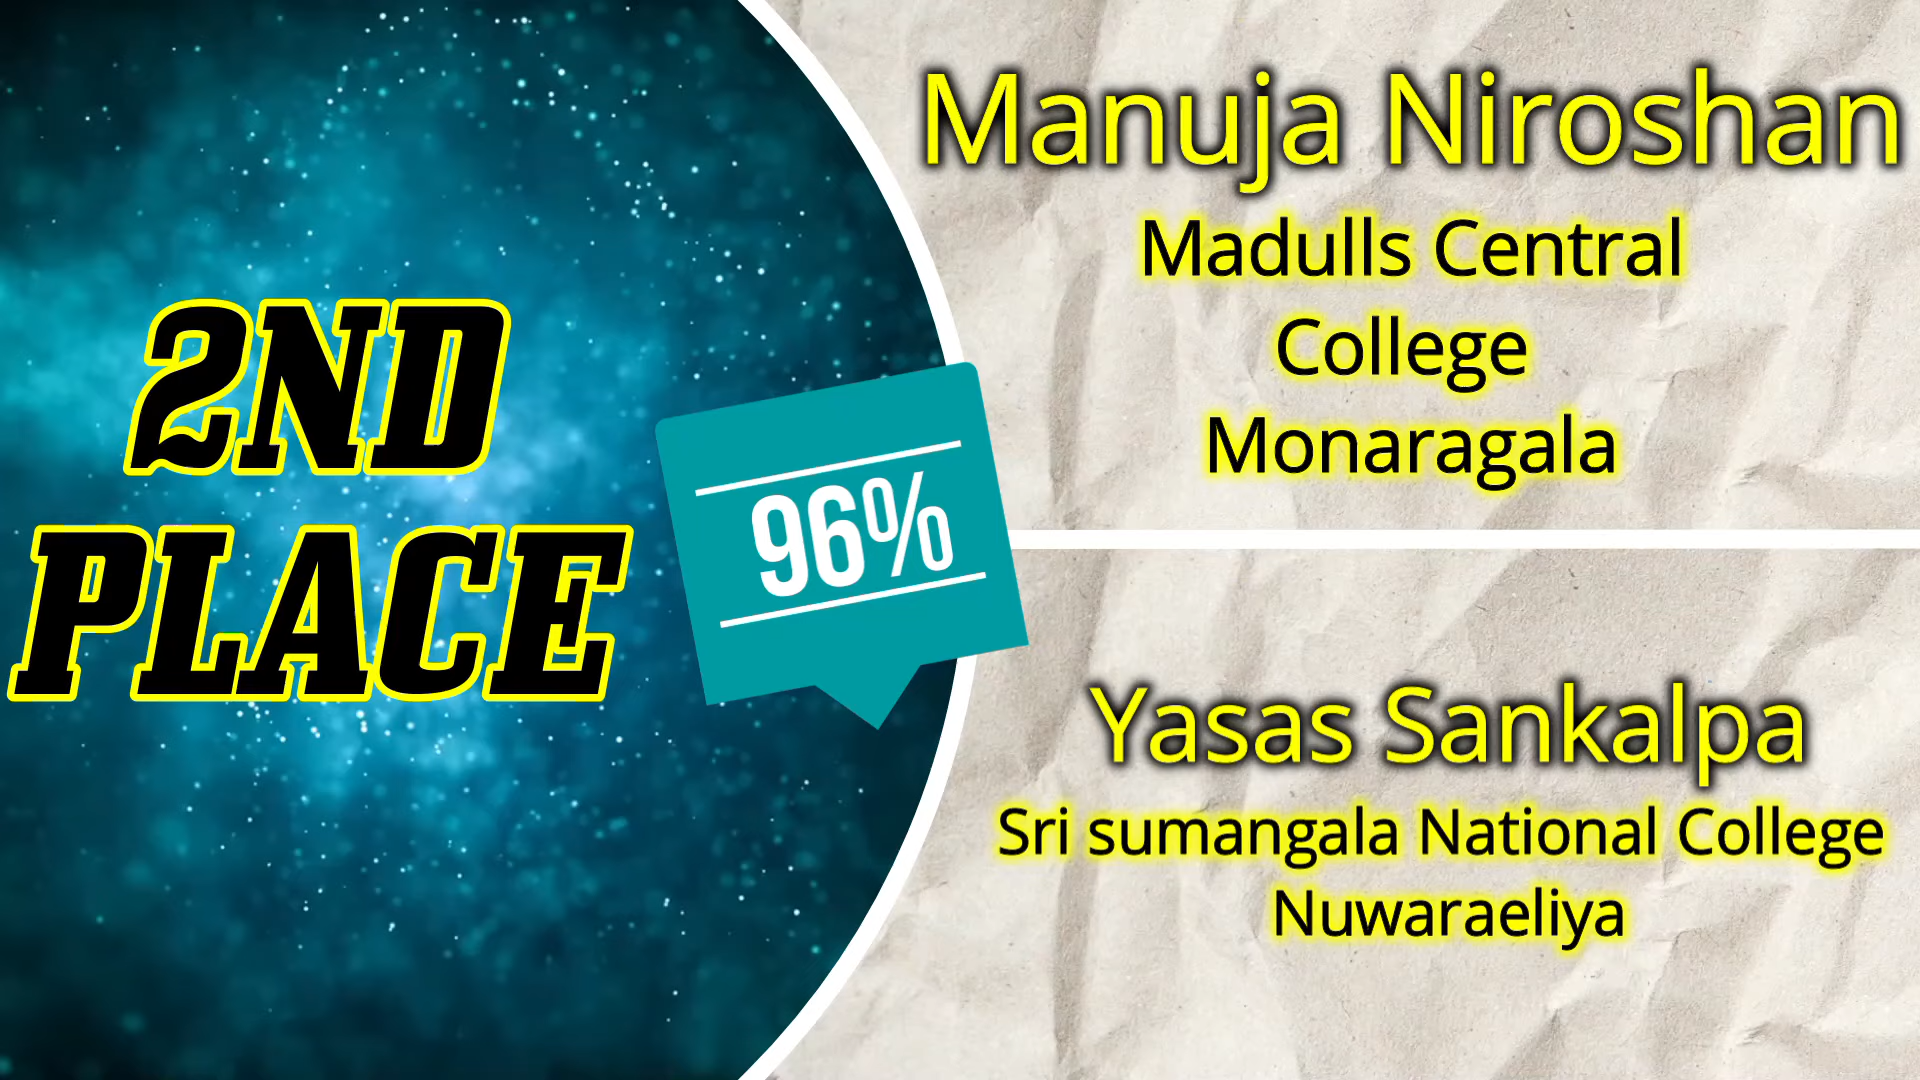 2ND
PLACE
96%
Manuja Niroshan
Madulls Central
College
Monaragala
Yasas Sankalpa
Sri sumangala National College
Nuwaraeliya